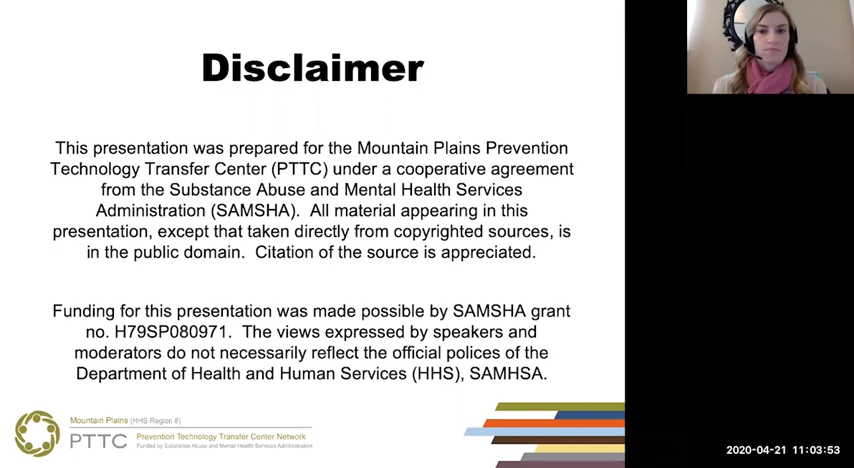 Disclaimer
This presentation was prepared for the Mountain Plains Prevention
Technology Transfer Center (PTTC) under a cooperative agreement
from the Substance Abuse and Mental Health Services
Administration (SAMSHA).  All material appearing in this
presentation, except that taken directly from copyrighted sources, is
in the public domain.  Citation of the source is appreciated.
Funding for this presentation was made possible by SAMSHA grant
no. H79SP080971.  The views expressed by speakers and
moderators do not necessarily reflect the official polices of the
Department of Health and Human Services (HHS), SAMHSA.
Mountain Plains (HHS Region 8)
PTTC
Prevention Technology Transfer Center Network
Funded by Substance Abuse and Mental Health Services Administration
2020-04-21 11:03:53